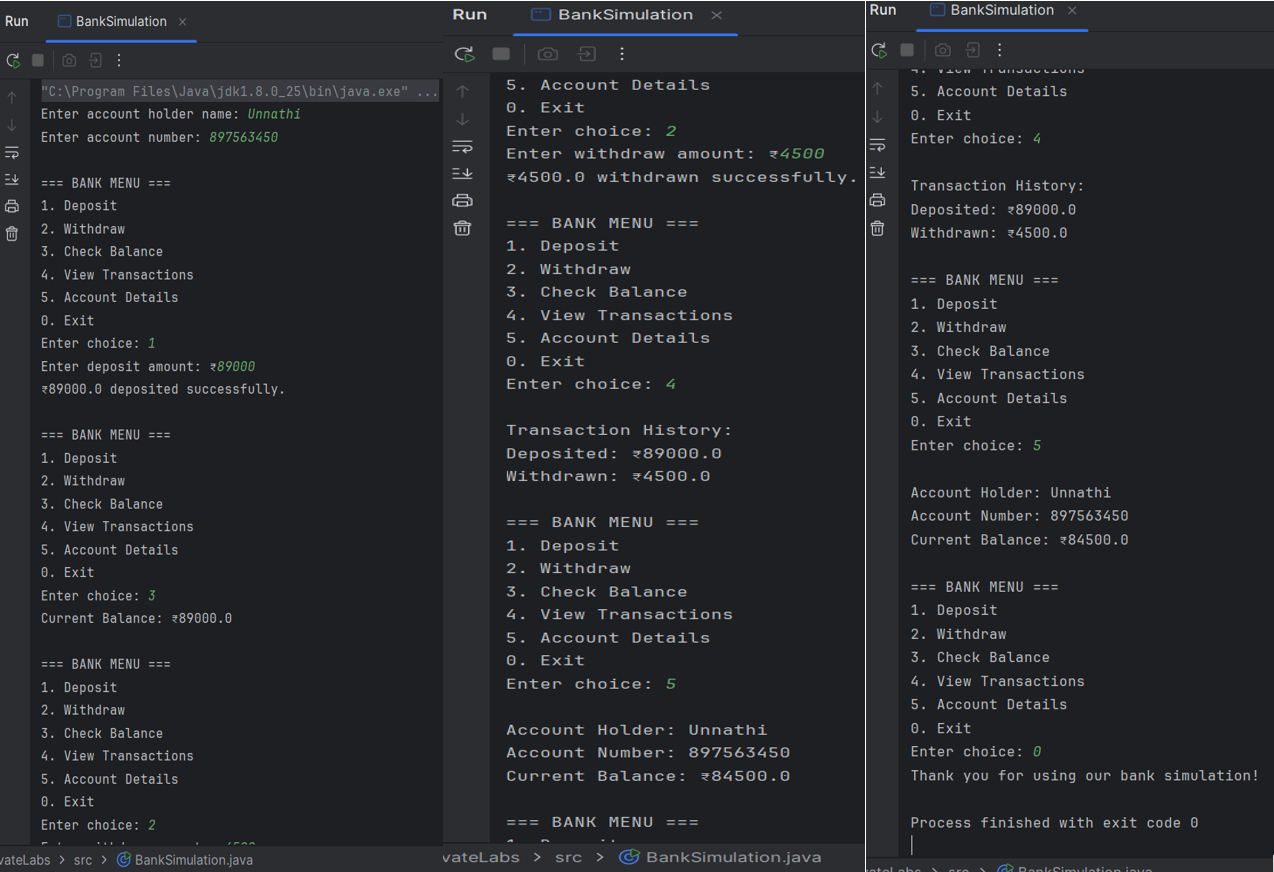 Run BankSimulation
"C:\Program Files\Java\jdk1.8.0_25\bin\java.exe" ...
Enter account holder name: Unnathi
Enter account number: 897563450
=== BANK MENU ===
1. Deposit
2. Withdraw
3. Check Balance
4. View Transactions
5. Account Details
0. Exit
Enter choice: 1
Enter deposit amount: ₹89000
₹89000.0 deposited successfully.
=== BANK MENU ===
1. Deposit
2. Withdraw
3. Check Balance
4. View Transactions
5. Account Details
0. Exit
Enter choice: 3
Current Balance: ₹89000.0
=== BANK MENU ===
1. Deposit
2. Withdraw
3. Check Balance
4. View Transactions
5. Account Details
0. Exit
Enter choice: 2
vateLabs > src > BankSimulation.java
Run BankSimulation
5. Account Details
0. Exit
Enter choice: 2
Enter withdraw amount: ₹4500
₹4500.0 withdrawn successfully.
=== BANK MENU ===
1. Deposit
2. Withdraw
3. Check Balance
4. View Transactions
5. Account Details
0. Exit
Enter choice: 4
Transaction History:
Deposited: ₹89000.0
Withdrawn: ₹4500.0
=== BANK MENU ===
1. Deposit
2. Withdraw
3. Check Balance
4. View Transactions
5. Account Details
0. Exit
Enter choice: 5
Account Holder: Unnathi
Account Number: 897563450
Current Balance: ₹84500.0
=== BANK MENU ===
vateLabs > src > BankSimulation.java
Run BankSimulation
4. View Transactions
5. Account Details
0. Exit
Enter choice: 4
Transaction History:
Deposited: ₹89000.0
Withdrawn: ₹4500.0
=== BANK MENU ===
1. Deposit
2. Withdraw
3. Check Balance
4. View Transactions
5. Account Details
0. Exit
Enter choice: 5
Account Holder: Unnathi
Account Number: 897563450
Current Balance: ₹84500.0
=== BANK MENU ===
1. Deposit
2. Withdraw
3. Check Balance
4. View Transactions
5. Account Details
0. Exit
Enter choice: 0
Thank you for using our bank simulation!
Process finished with exit code 0
vateLabs > src > BankSimulation.java